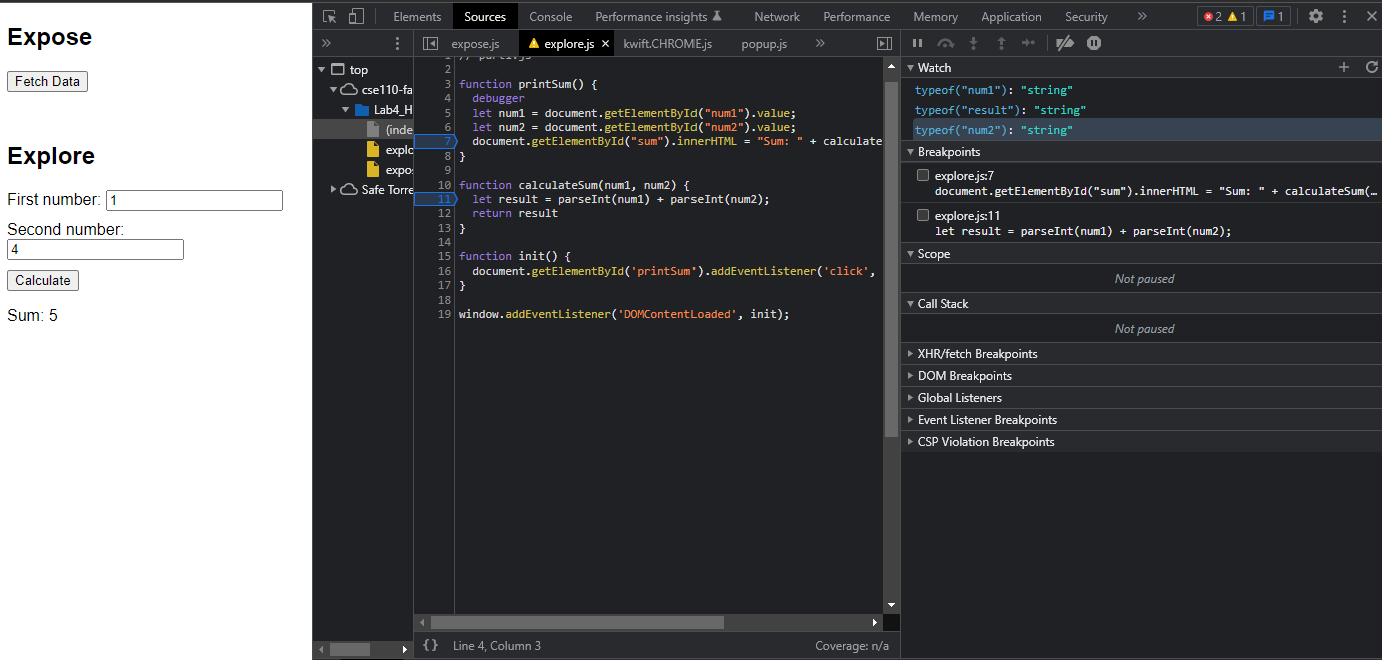 Expose
Fetch Data
Explore
First number: 1
Second number:
4
Calculate
Sum: 5
Elements Sources Console Performance insights Network Performance Memory Application Security » 2 1 1
» expose.js explore.js × kwift.CHROME.js popup.js »
top
cse110-fa
Lab4_H
(inde
explo
expos
Safe Torre
1 // part1.js
2
3 function printSum() {
4 debugger
5 let num1 = document.getElementById("num1").value;
6 let num2 = document.getElementById("num2").value;
7 document.getElementById("sum").innerHTML = "Sum: " + calculate
8 }
9
10 function calculateSum(num1, num2) {
11 let result = parseInt(num1) + parseInt(num2);
12 return result
13 }
14
15 function init() {
16 document.getElementById('printSum').addEventListener('click',
17 }
18
19 window.addEventListener('DOMContentLoaded', init);
{} Line 4, Column 3 Coverage: n/a
Watch
typeof("num1"): "string"
typeof("result"): "string"
typeof("num2"): "string"
Breakpoints
explore.js:7
document.getElementById("sum").innerHTML = "Sum: " + calculateSum(…
explore.js:11
let result = parseInt(num1) + parseInt(num2);
Scope
Not paused
Call Stack
Not paused
XHR/fetch Breakpoints
DOM Breakpoints
Global Listeners
Event Listener Breakpoints
CSP Violation Breakpoints